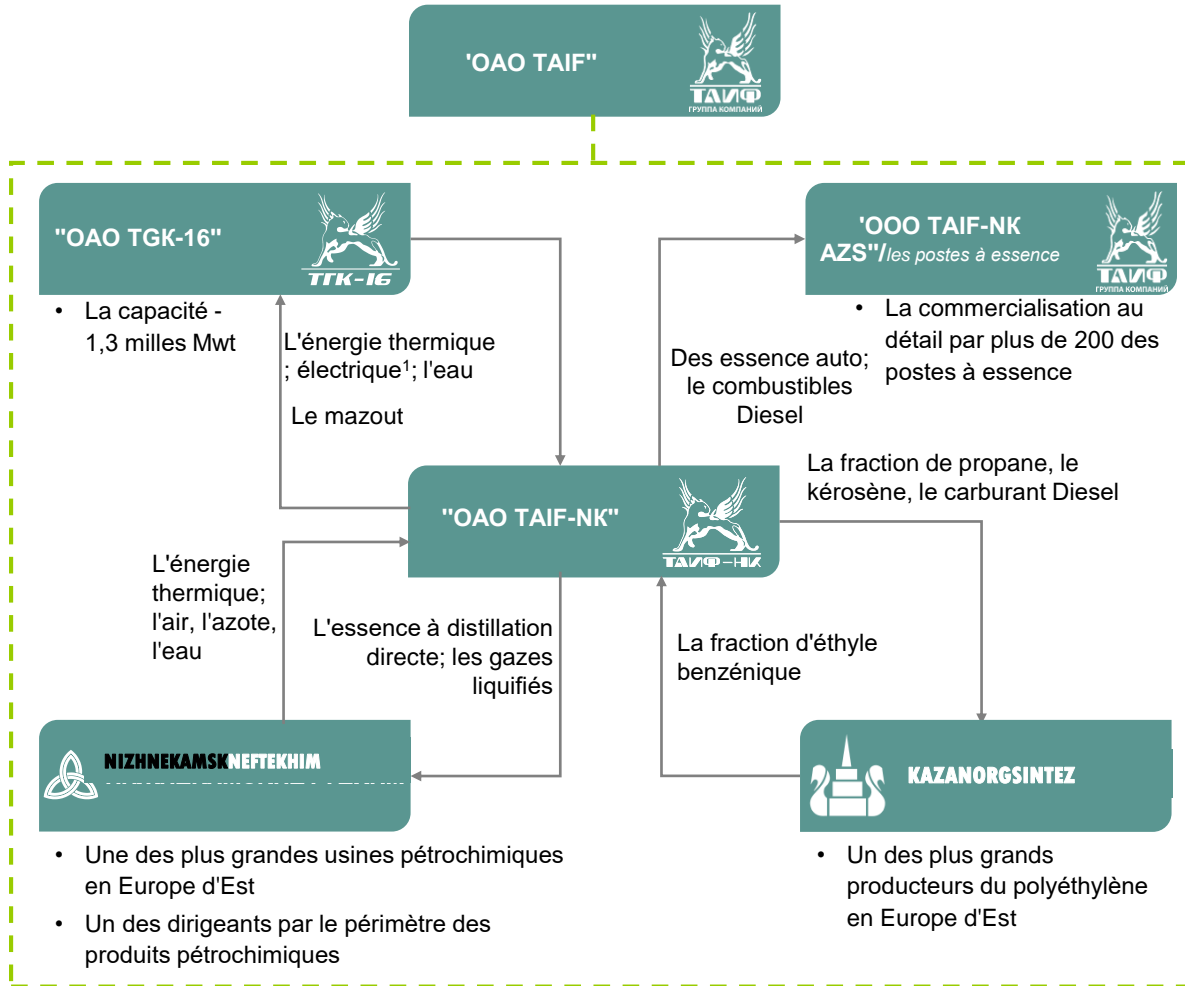 'OAO TAIF"
ТАИФ
ГРУППА КОМПАНИЙ
"OAO TGK-16"
ТГК-16
'OOO TAIF-NK
AZS"/les postes à essence
ТАИФ
ГРУППА КОМПАНИЙ
• La capacité -
1,3 milles Mwt
L'énergie thermique
; électrique¹; l'eau
Le mazout
Des essence auto;
le combustibles
Diesel
• La commercialisation au
détail par plus de 200 des
postes à essence
La fraction de propane, le
kérosène, le carburant Diesel
"OAO TAIF-NK"
ТАИФ-НК
L'énergie
thermique;
l'air, l'azote,
l'eau
L'essence à distillation
directe; les gazes
liquifiés
La fraction d'éthyle
benzénique
NIZHNEKAMSKNEFTEKHIM
KAZANORGSINTEZ
• Une des plus grandes usines pétrochimiques
en Europe d'Est
• Un des dirigeants par le périmètre des
produits pétrochimiques
• Un des plus grands
producteurs du polyéthylène
en Europe d'Est